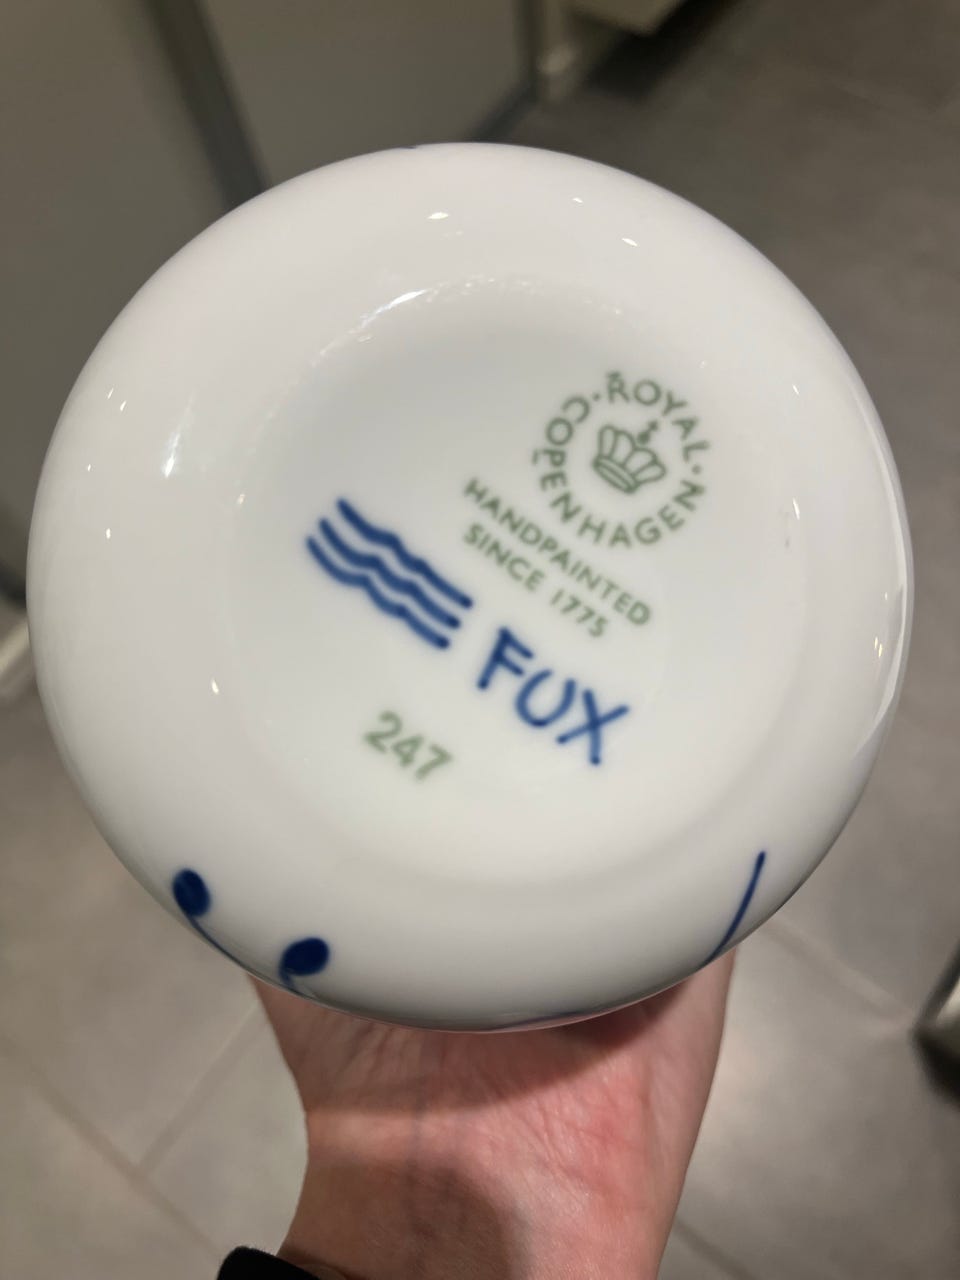 ROYAL · COPENHAGEN ·
HANDPAINTED
SINCE 1775
FUX
247